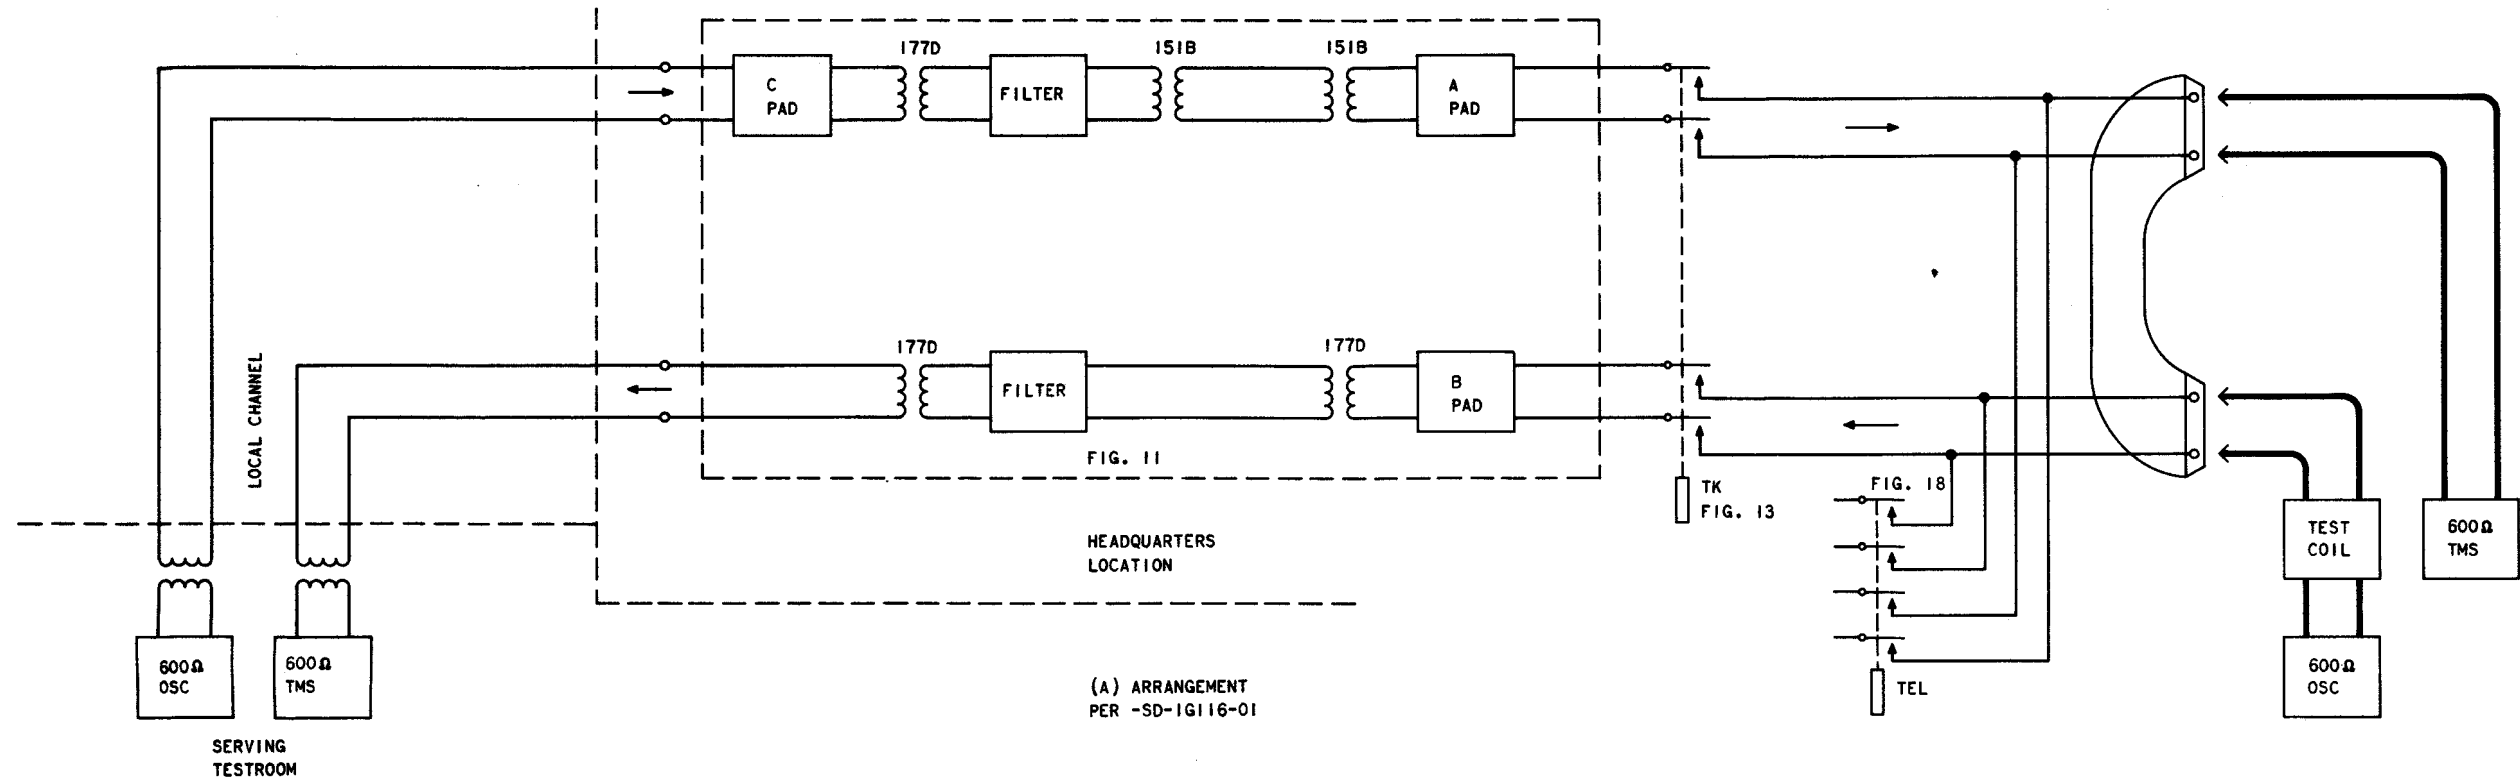 177D
151B
151B
C
PAD
FILTER
A
PAD
177D
177D
FILTER
B
PAD
FIG. 11
LOCAL CHANNEL
TK
FIG. 13
FIG. 18
HEADQUARTERS
LOCATION
TEST
COIL
600Ω
TMS
600Ω
OSC
600Ω
TMS
600Ω
OSC
TEL
(A) ARRANGEMENT
PER -SD-1G116-01
SERVING
TESTROOM